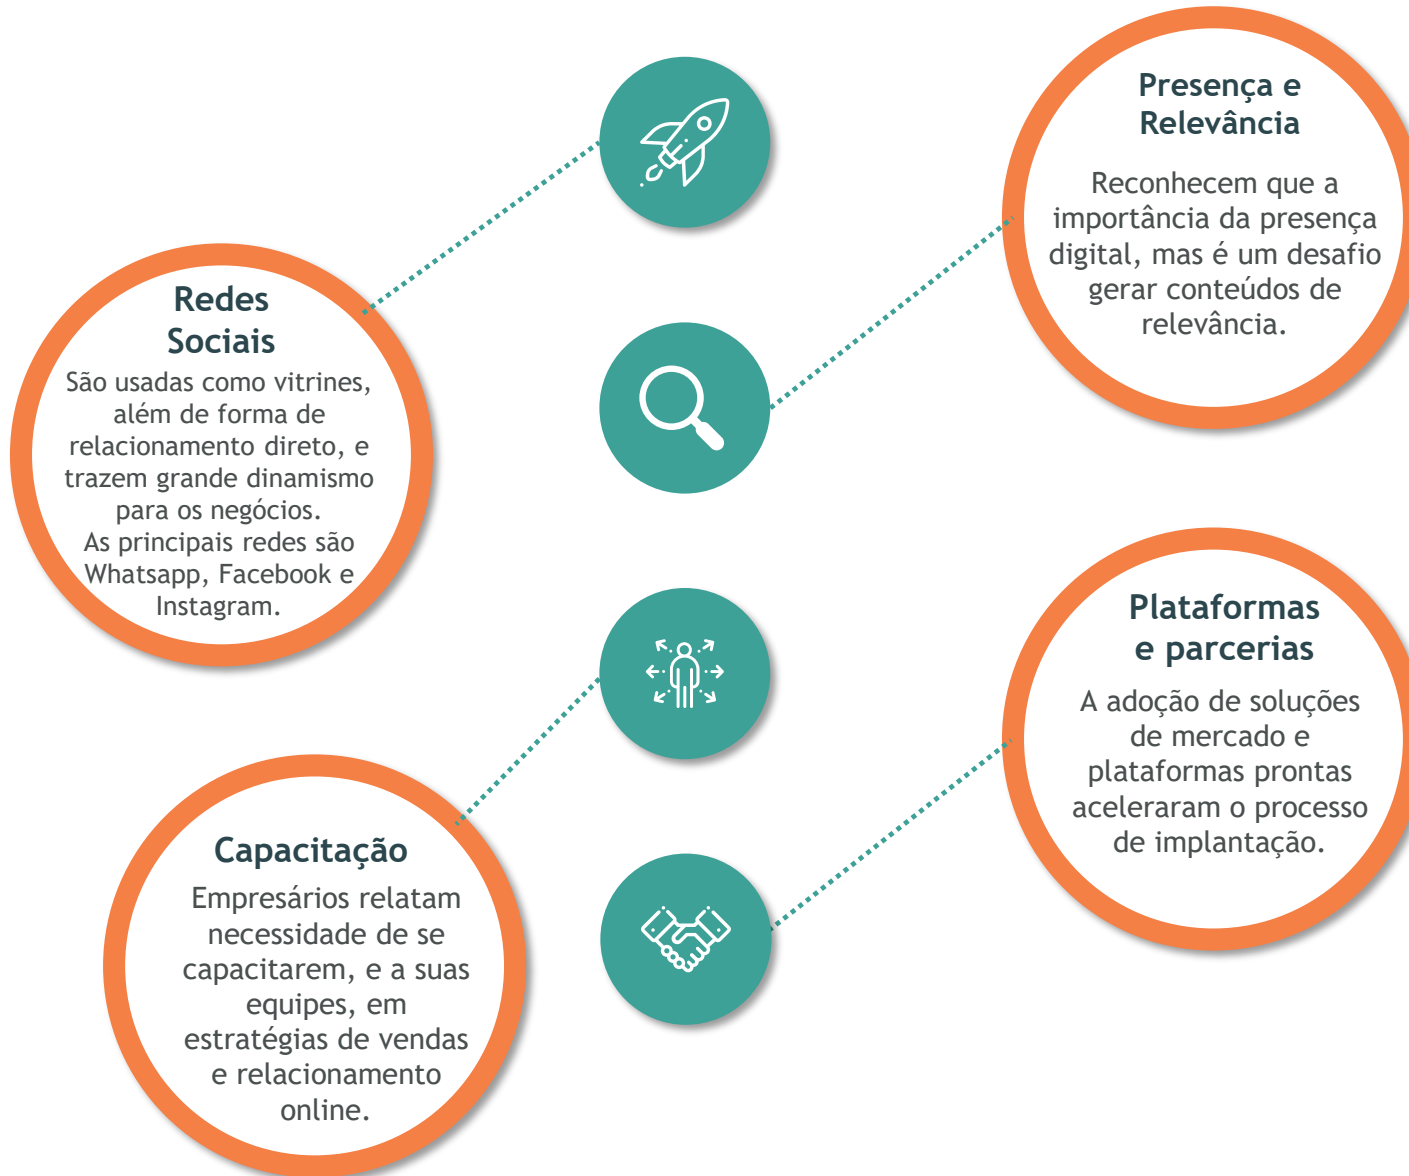 Redes
Sociais
São usadas como vitrines,
além de forma de
relacionamento direto, e
trazem grande dinamismo
para os negócios.
As principais redes são
Whatsapp, Facebook e
Instagram.
Presença e
Relevância
Reconhecem que a
importância da presença
digital, mas é um desafio
gerar conteúdos de
relevância.
Capacitação
Empresários relatam
necessidade de se
capacitarem, e a suas
equipes, em
estratégias de vendas
e relacionamento
online.
Plataformas
e parcerias
A adoção de soluções
de mercado e
plataformas prontas
aceleraram o processo
de implantação.